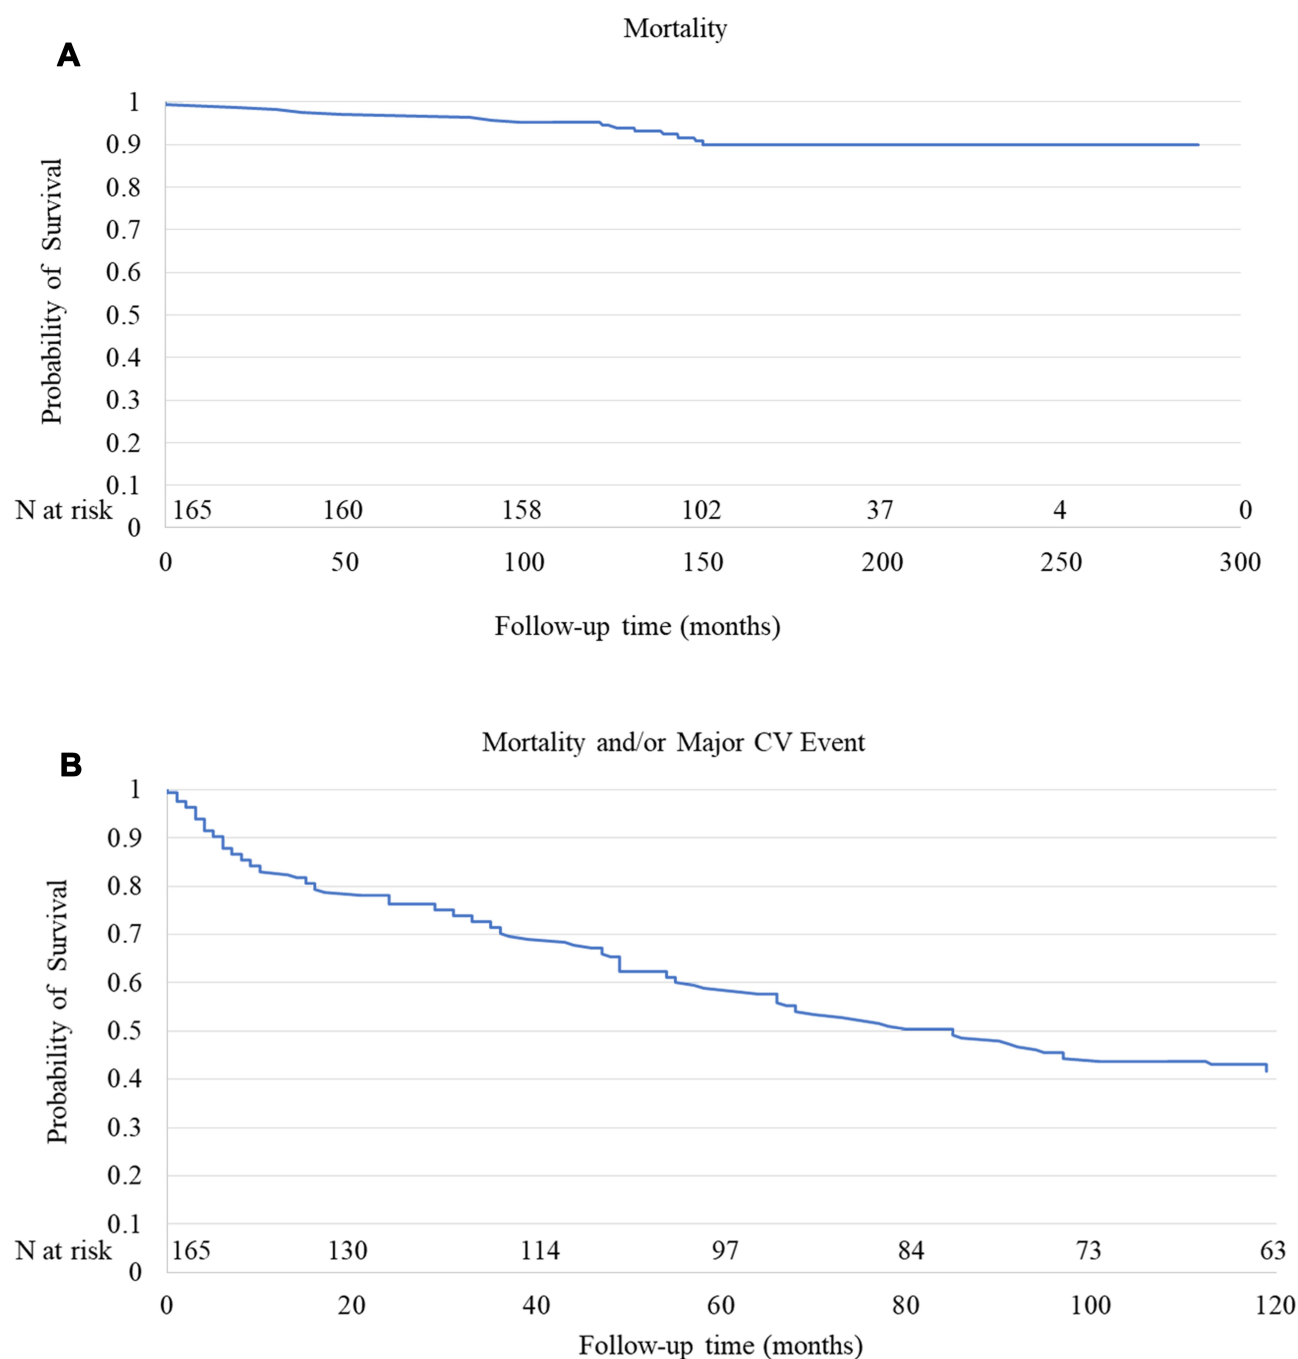 Mortality
A
Probability of Survival
1
0.9
0.8
0.7
0.6
0.5
0.4
0.3
0.2
0.1
0
N at risk 165 160 158 102 37 4 0
0 50 100 150 200 250 300
Follow-up time (months)
Mortality and/or Major CV Event
B
Probability of Survival
1
0.9
0.8
0.7
0.6
0.5
0.4
0.3
0.2
0.1
0
N at risk 165 130 114 97 84 73 63
0 20 40 60 80 100 120
Follow-up time (months)